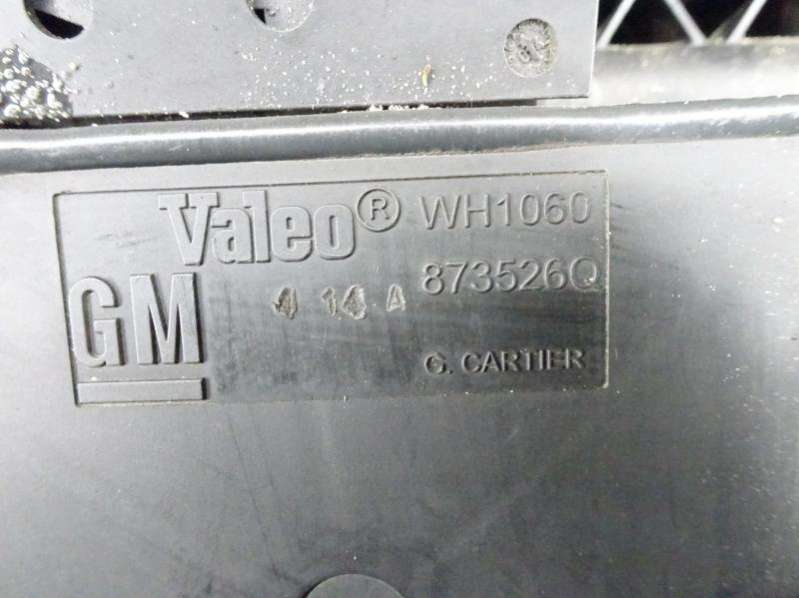 Valeo® WH1060
GM 4 14 A 873526Q
G. CARTIER